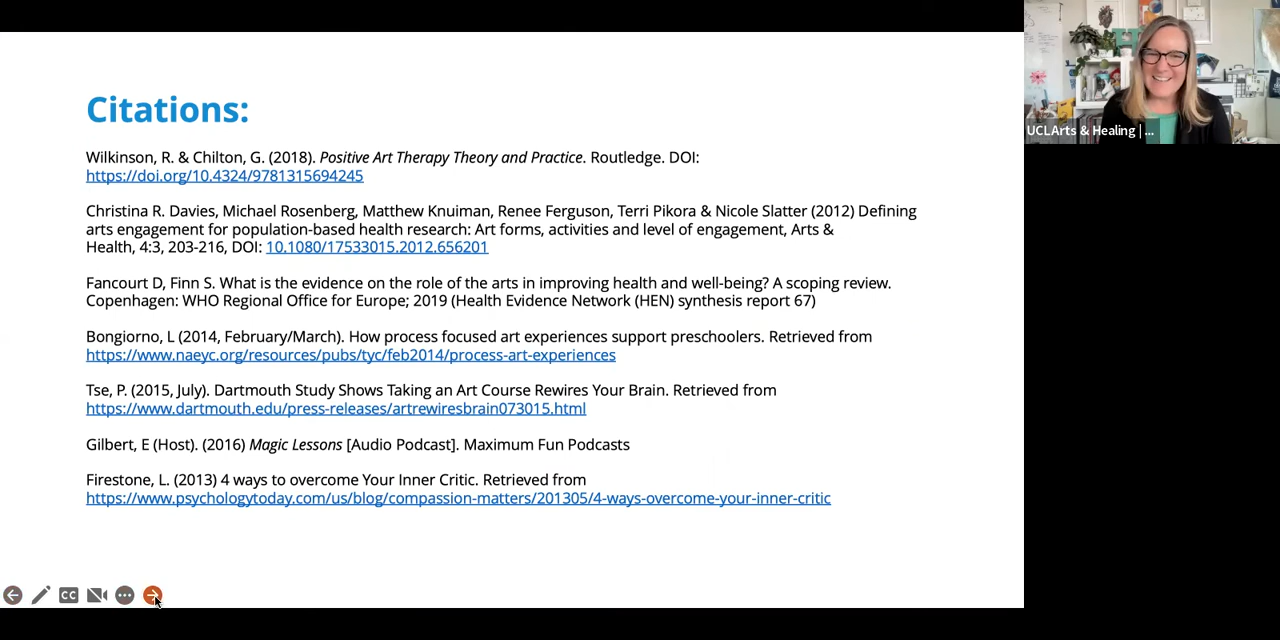 Citations:
Wilkinson, R. & Chilton, G. (2018). Positive Art Therapy Theory and Practice. Routledge. DOI:
https://doi.org/10.4324/9781315694245
Christina R. Davies, Michael Rosenberg, Matthew Knuiman, Renee Ferguson, Terri Pikora & Nicole Slatter (2012) Defining
arts engagement for population-based health research: Art forms, activities and level of engagement, Arts &
Health, 4:3, 203-216, DOI: 10.1080/17533015.2012.656201
Fancourt D, Finn S. What is the evidence on the role of the arts in improving health and well-being? A scoping review.
Copenhagen: WHO Regional Office for Europe; 2019 (Health Evidence Network (HEN) synthesis report 67)
Bongiorno, L (2014, February/March). How process focused art experiences support preschoolers. Retrieved from
https://www.naeyc.org/resources/pubs/tyc/feb2014/process-art-experiences
Tse, P. (2015, July). Dartmouth Study Shows Taking an Art Course Rewires Your Brain. Retrieved from
https://www.dartmouth.edu/press-releases/artrewiresbrain073015.html
Gilbert, E (Host). (2016) Magic Lessons [Audio Podcast]. Maximum Fun Podcasts
Firestone, L. (2013) 4 ways to overcome Your Inner Critic. Retrieved from
https://www.psychologytoday.com/us/blog/compassion-matters/201305/4-ways-overcome-your-inner-critic
CC
UCLArts & Healing | ...